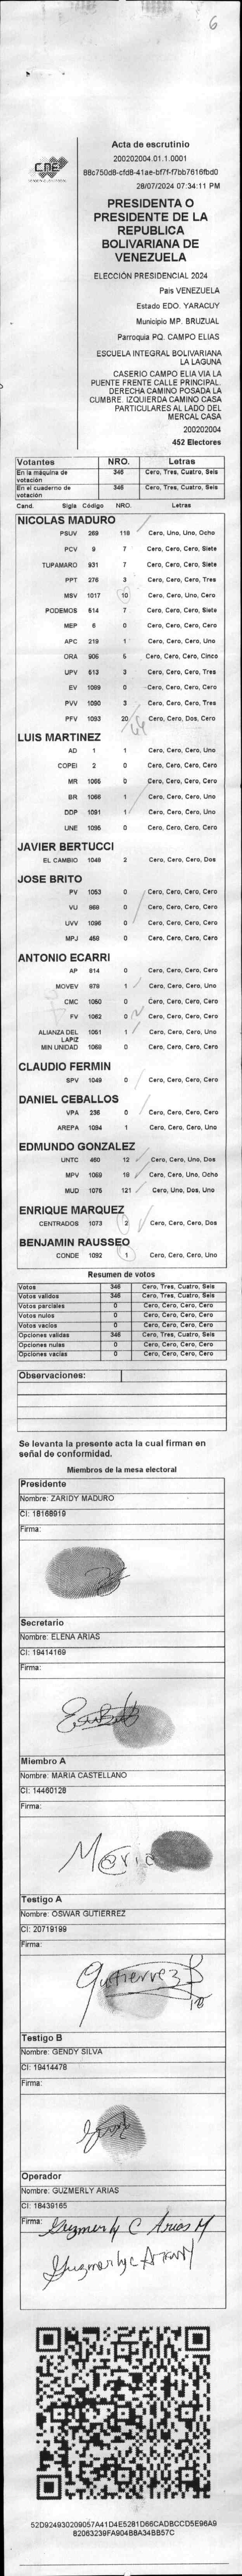 6
CNE
Acta de escrutinio
200202004.01.1.0001
88c750d8-cfd8-41ae-bf7f-f7bb7616fbd0
28/07/2024 07:34:11 PM
PRESIDENTA O
PRESIDENTE DE LA
REPUBLICA
BOLIVARIANA DE
VENEZUELA
ELECCIÓN PRESIDENCIAL 2024
Pais VENEZUELA
Estado EDO. YARACUY
Municipio MP. BRUZUAL
Parroquia PQ. CAMPO ELIAS
ESCUELA INTEGRAL BOLIVARIANA
LA LAGUNA
CASERIO CAMPO ELIA VIA LA
PUENTE FRENTE CALLE PRINCIPAL.
DERECHA CAMINO POSADA LA
CUMBRE. IZQUIERDA CAMINO CASA
PARTICULARES AL LADO DEL
MERCAL CASA
200202004
452 Electores
Votantes NRO. Letras
En la máquina de votación 346 Cero, Tres, Cuatro, Seis
En el cuaderno de votación 346 Cero, Tres, Cuatro, Seis
Cand. Sigla Código NRO. Letras
NICOLAS MADURO
PSUV 269 118 Cero, Uno, Uno, Ocho
PCV 9 7 Cero, Cero, Cero, Siete
TUPAMARO 931 7 Cero, Cero, Cero, Siete
PPT 276 3 Cero, Cero, Cero, Tres
MSV 1017 10 Cero, Cero, Uno, Cero
PODEMOS 514 7 Cero, Cero, Cero, Siete
MEP 6 0 Cero, Cero, Cero, Cero
APC 219 1 Cero, Cero, Cero, Uno
ORA 906 5 Cero, Cero, Cero, Cinco
UPV 513 3 Cero, Cero, Cero, Tres
EV 1089 0 Cero, Cero, Cero, Cero
PVV 1090 3 Cero, Cero, Cero, Tres
PFV 1093 20 Cero, Cero, Dos, Cero
LUIS MARTINEZ
AD 1 1 Cero, Cero, Cero, Uno
COPEI 2 0 Cero, Cero, Cero, Cero
MR 1065 0 Cero, Cero, Cero, Cero
BR 1066 1 Cero, Cero, Cero, Uno
DDP 1091 1 Cero, Cero, Cero, Uno
UNE 1095 0 Cero, Cero, Cero, Cero
JAVIER BERTUCCI
EL CAMBIO 1048 2 Cero, Cero, Cero, Dos
JOSE BRITO
PV 1053 0 Cero, Cero, Cero, Cero
VU 868 0 Cero, Cero, Cero, Cero
UVV 1096 0 Cero, Cero, Cero, Cero
MPJ 458 0 Cero, Cero, Cero, Cero
ANTONIO ECARRI
AP 814 0 Cero, Cero, Cero, Cero
MOVEV 878 1 Cero, Cero, Cero, Uno
CMC 1050 0 Cero, Cero, Cero, Cero
FV 1062 0 Cero, Cero, Cero, Cero
ALIANZA DEL LAPIZ 1051 1 Cero, Cero, Cero, Uno
MIN UNIDAD 1069 0 Cero, Cero, Cero, Cero
CLAUDIO FERMIN
SPV 1049 0 Cero, Cero, Cero, Cero
DANIEL CEBALLOS
VPA 236 0 Cero, Cero, Cero, Cero
AREPA 1084 1 Cero, Cero, Cero, Uno
EDMUNDO GONZALEZ
UNTC 460 12 Cero, Cero, Uno, Dos
MPV 1059 18 Cero, Cero, Uno, Ocho
MUD 1075 121 Cero, Uno, Dos, Uno
ENRIQUE MARQUEZ
CENTRADOS 1073 2 Cero, Cero, Cero, Dos
BENJAMIN RAUSSEO
CONDE 1092 1 Cero, Cero, Cero, Uno
Resumen de votos
Votos 346 Cero, Tres, Cuatro, Seis
Votos validos 346 Cero, Tres, Cuatro, Seis
Votos parciales 0 Cero, Cero, Cero, Cero
Votos nulos 0 Cero, Cero, Cero, Cero
Votos vacíos 0 Cero, Cero, Cero, Cero
Opciones validas 346 Cero, Tres, Cuatro, Seis
Opciones nulas 0 Cero, Cero, Cero, Cero
Opciones vacías 0 Cero, Cero, Cero, Cero
Observaciones:
Se levanta la presente acta la cual firman en
señal de conformidad.
Miembros de la mesa electoral
Presidente
Nombre: ZARIDY MADURO
CI: 18168919
Firma:
Secretario
Nombre: ELENA ARIAS
CI: 19414169
Firma:
Miembro A
Nombre: MARIA CASTELLANO
CI: 14460128
Firma:
Maria
Testigo A
Nombre: OSWAR GUTIERREZ
CI: 20719199
Firma:
Gutierrez
Testigo B
Nombre: GENDY SILVA
CI: 19414478
Firma:
Operador
Nombre: GUZMERLY ARIAS
CI: 18439165
Firma: Guzmerly C Arias M
52D924930209057A41D4E5281D66CADBCCD5E96A9
82063239FA904B8A34BB57C